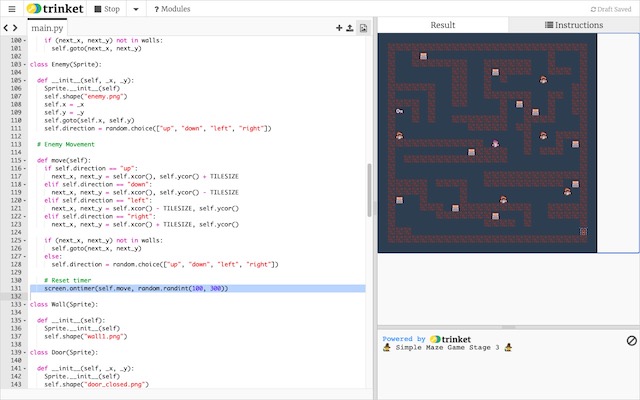 trinket
Stop
? Modules
Draft Saved
main.py
Result
Instructions
100 if (next_x, next_y) not in walls:
101 self.goto(next_x, next_y)
102
103 class Enemy(Sprite):
104
105 def __init__(self, _x, _y):
106 Sprite.__init__(self)
107 self.shape("enemy.png")
108 self.x = _x
109 self.y = _y
110 self.goto(self.x, self.y)
111 self.direction = random.choice(["up", "down", "left", "right"])
112
113 # Enemy Movement
114
115 def move(self):
116 if self.direction == "up":
117 next_x, next_y = self.xcor(), self.ycor() + TILESIZE
118 elif self.direction == "down":
119 next_x, next_y = self.xcor(), self.ycor() - TILESIZE
120 elif self.direction == "left":
121 next_x, next_y = self.xcor() - TILESIZE, self.ycor()
122 elif self.direction == "right":
123 next_x, next_y = self.xcor() + TILESIZE, self.ycor()
124
125 if (next_x, next_y) not in walls:
126 self.goto(next_x, next_y)
127 else:
128 self.direction = random.choice(["up", "down", "left", "right"])
129
130 # Reset timer
131 screen.ontimer(self.move, random.randint(100, 300))
132
133 class Wall(Sprite):
134
135 def __init__(self):
136 Sprite.__init__(self)
137 self.shape("wall1.png")
138
139 class Door(Sprite):
140
141 def __init__(self, _x, _y):
142 Sprite.__init__(self)
143 self.shape("door_closed.png")
Powered by trinket
Simple Maze Game Stage 3